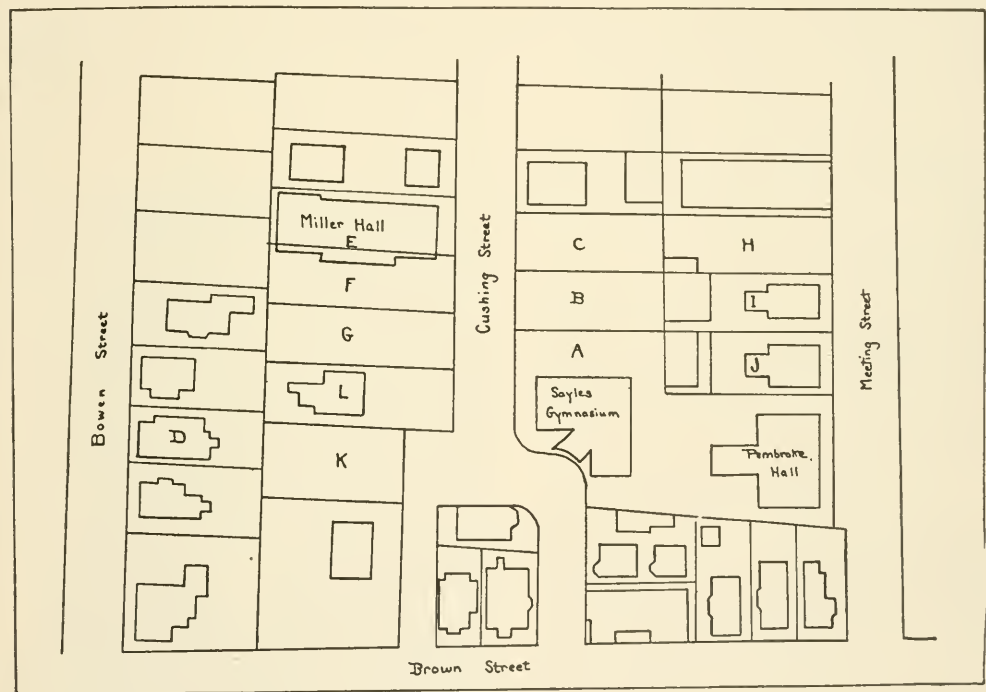 Miller Hall
E
F
G
L
K
D
C
B
A
H
I
J
Sayles
Gymnasium
Pembroke
Hall
Bowen Street
Cushing Street
Meeting Street
Brown Street